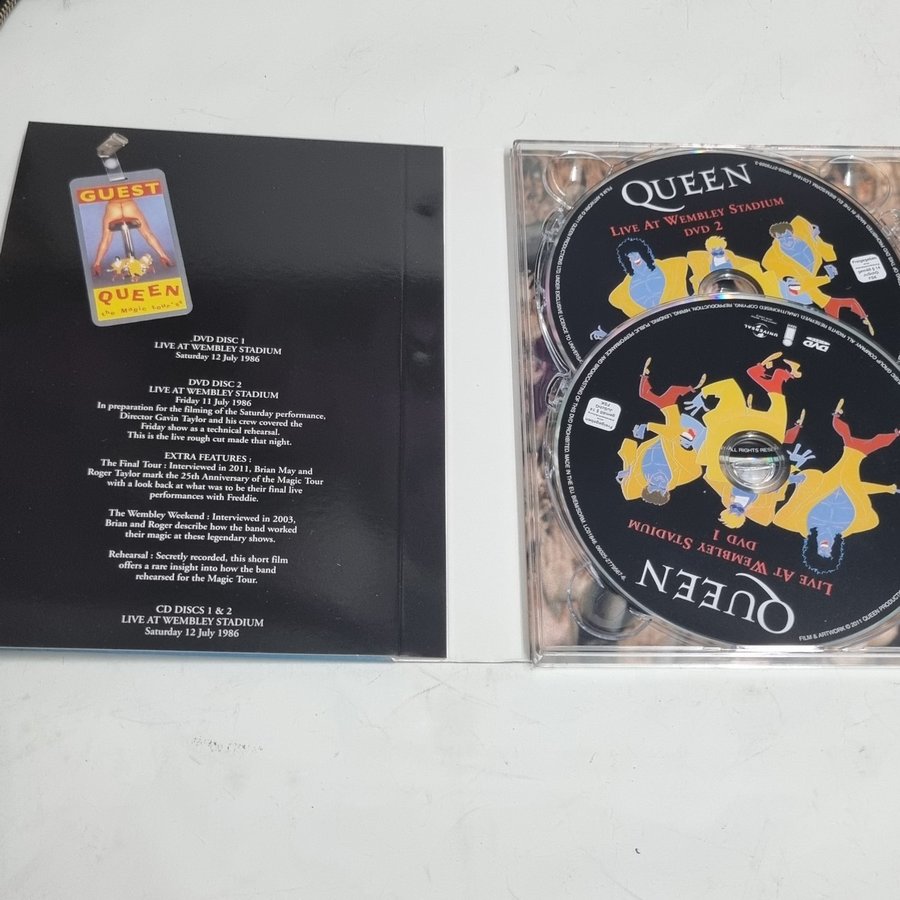 GUEST
QUEEN
the Magic Tour '86
DVD DISC 1
LIVE AT WEMBLEY STADIUM
Saturday 12 July 1986
DVD DISC 2
LIVE AT WEMBLEY STADIUM
Friday 11 July 1986
In preparation for the filming of the Saturday performance,
Director Gavin Taylor and his crew covered the
Friday show as a technical rehearsal.
This is the live rough cut made that night.
EXTRA FEATURES :
The Final Tour : Interviewed in 2011, Brian May and
Roger Taylor mark the 25th Anniversary of the Magic Tour
with a look back at what was to be their final live
performances with Freddie.
The Wembley Weekend : Interviewed in 2003,
Brian and Roger describe how the band worked
their magic at these legendary shows.
Rehearsal : Secretly recorded, this short film
offers a rare insight into how the band
rehearsed for the Magic Tour.
CD DISCS 1 & 2
LIVE AT WEMBLEY STADIUM
Saturday 12 July 1986
QUEEN
LIVE AT WEMBLEY STADIUM
DVD 2
QUEEN
LIVE AT WEMBLEY STADIUM
DVD 1
UNIVERSAL
DVD
FILM & ARTWORK © 2011 QUEEN PRODUCTIONS